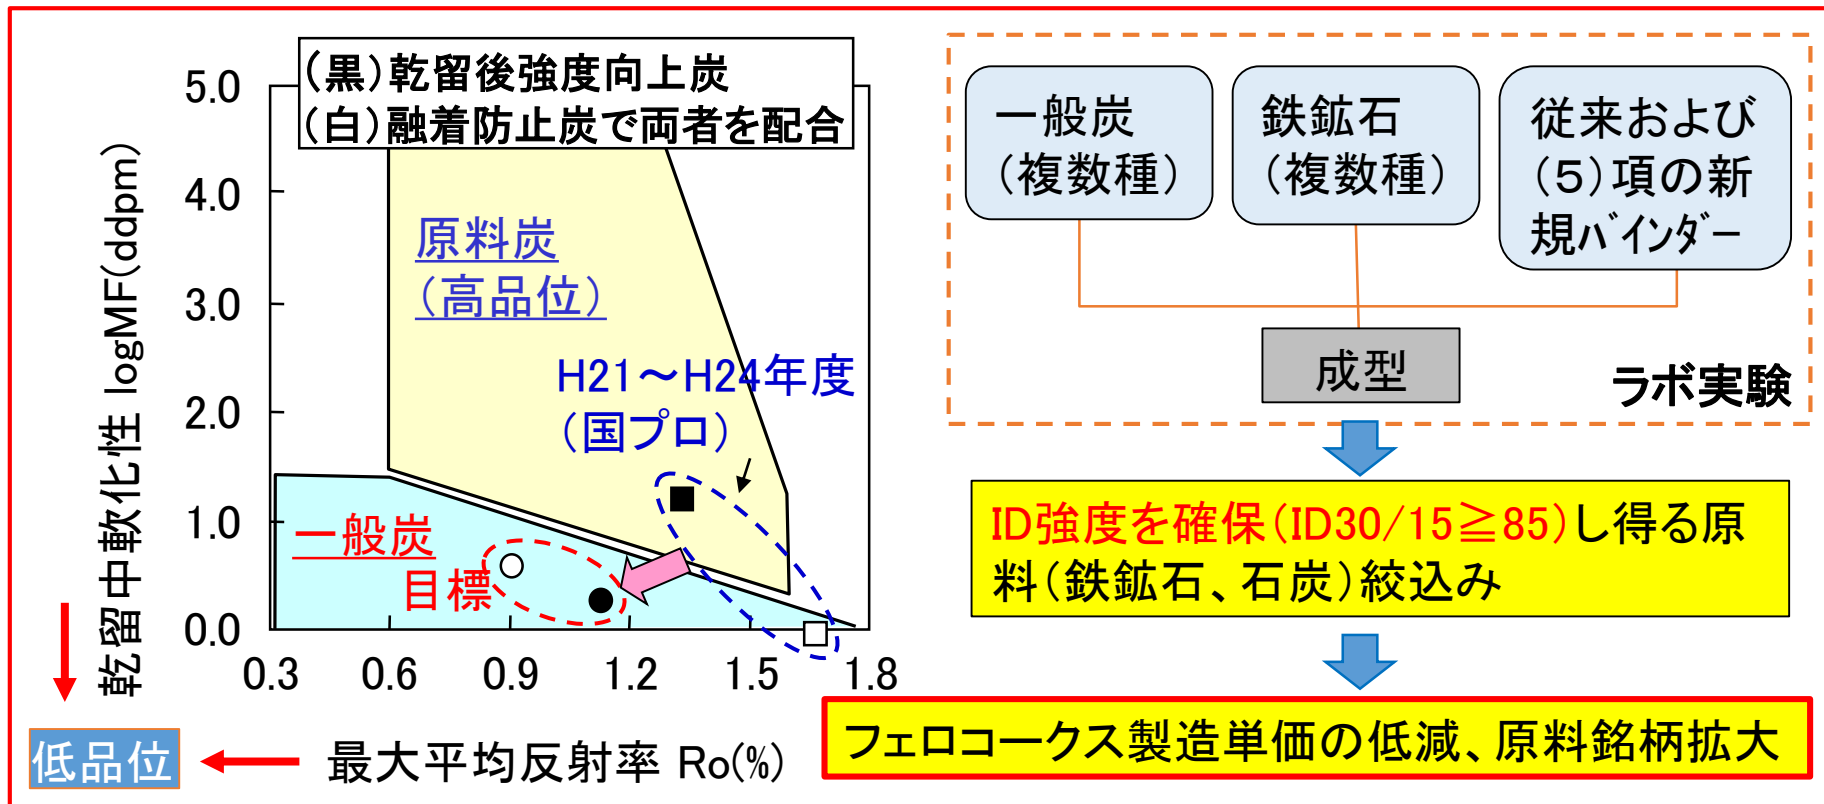 (黒)乾留後強度向上炭
(白)融着防止炭で両者を配合
5.0
4.0
3.0
2.0
1.0
0.0
0.3
0.6
0.9
1.2
1.5
1.8
乾留中軟化性 logMF(ddpm)
最大平均反射率 Ro(%)
低品位
原料炭
(高品位)
H21～H24年度
(国プロ)
一般炭
目標
一般炭
(複数種)
鉄鉱石
(複数種)
従来および
(5)項の新
規ﾊﾞｲﾝﾀﾞｰ
成型
ラボ実験
ID強度を確保(ID30/15≧85)し得る原
料(鉄鉱石、石炭)絞込み
フェロコークス製造単価の低減、原料銘柄拡大